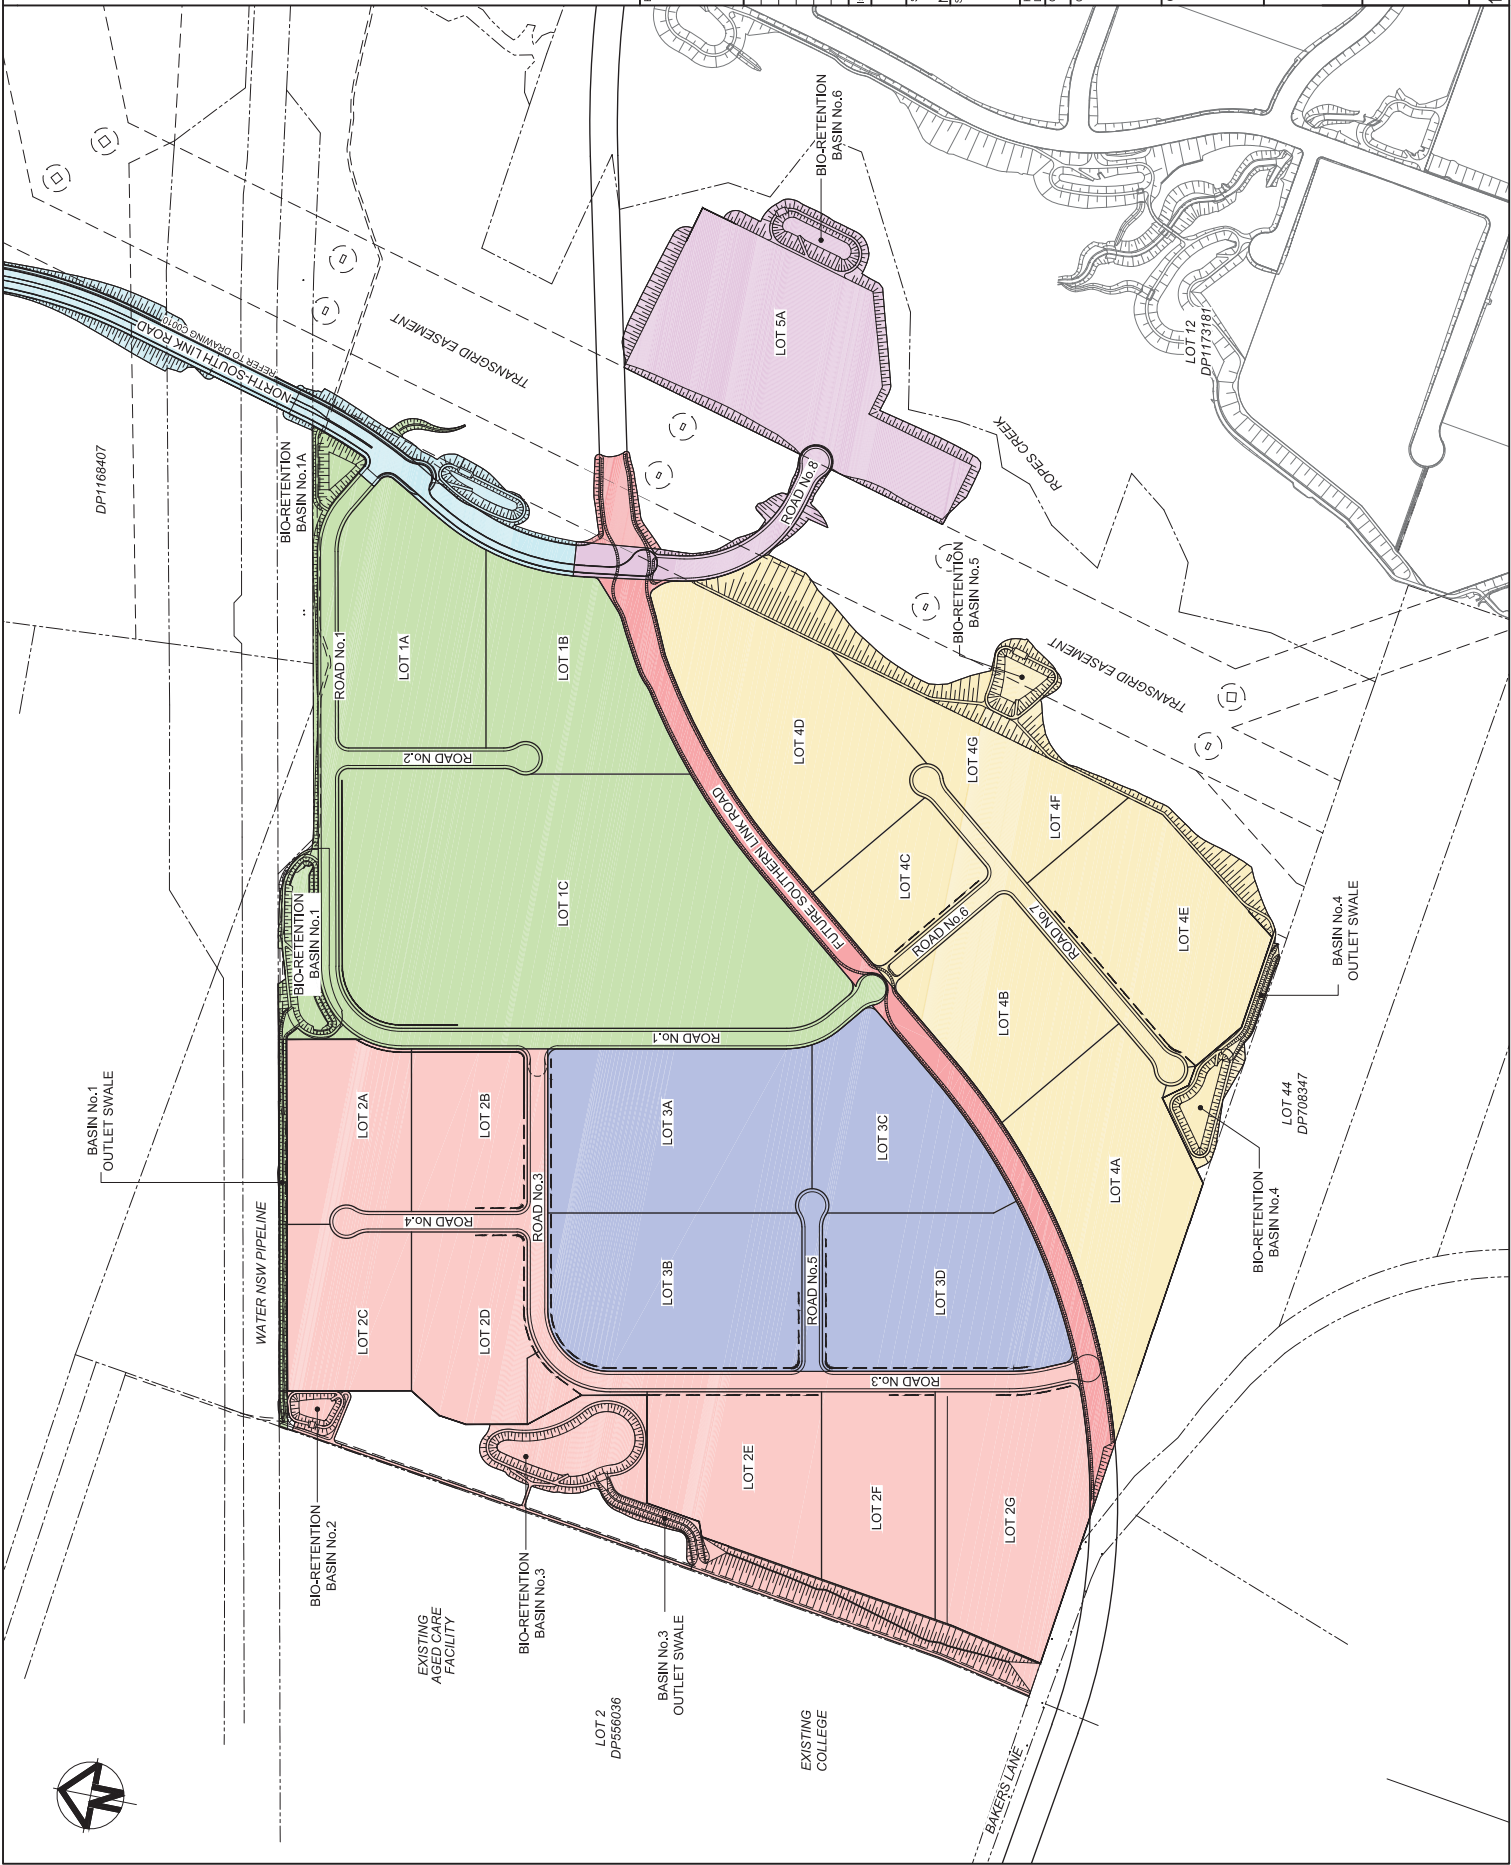 DP1168407
NORTH-SOUTH LINK ROAD
REFER TO DRAWING C0010
TRANSGRID EASEMENT
BIO-RETENTION
BASIN No.1A
BIO-RETENTION
BASIN No.6
LOT 5A
ROAD No.8
ROPES CREEK
LOT 12
DP1173181
ROAD No.1
LOT 1A
LOT 1B
ROAD No.2
LOT 1C
BIO-RETENTION
BASIN No.1
ROAD No.1
FUTURE SOUTHERN LINK ROAD
BIO-RETENTION
BASIN No.5
TRANSGRID EASEMENT
LOT 4D
LOT 4G
LOT 4F
LOT 4C
ROAD No.6
ROAD No.7
LOT 4E
LOT 4B
LOT 4A
BASIN No.4
OUTLET SWALE
LOT 44
DP708347
BIO-RETENTION
BASIN No.4
BASIN No.1
OUTLET SWALE
WATER NSW PIPELINE
LOT 2A
LOT 2B
ROAD No.4
ROAD No.3
LOT 2C
LOT 2D
LOT 3A
LOT 3B
LOT 3C
ROAD No.5
LOT 3D
ROAD No.3
LOT 2E
LOT 2F
LOT 2G
BIO-RETENTION
BASIN No.2
BIO-RETENTION
BASIN No.3
BASIN No.3
OUTLET SWALE
EXISTING
AGED CARE
FACILITY
LOT 2
DP556036
EXISTING
COLLEGE
BAKERS LANE
N